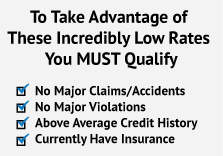 To Take Advantage of
These Incredibly Low Rates
You MUST Qualify
No Major Claims/Accidents
No Major Violations
Above Average Credit History
Currently Have Insurance